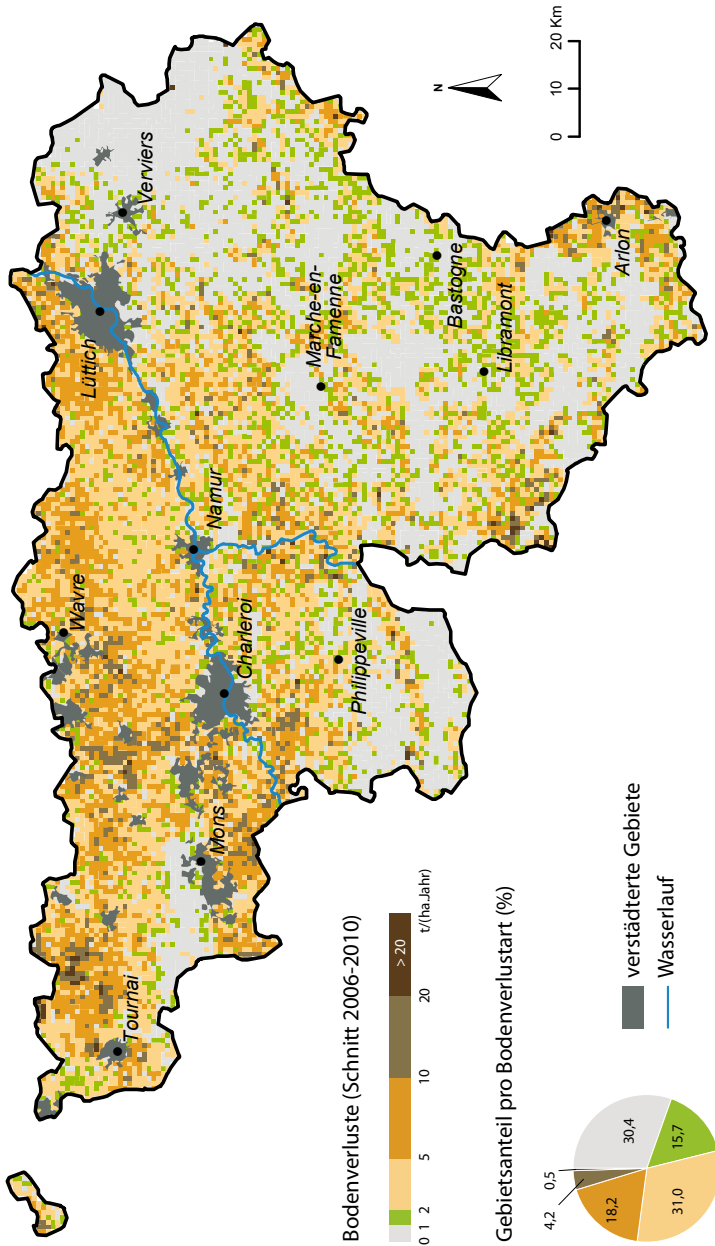 Tournai
Mons
Wavre
Charleroi
Namur
Philippeville
Lüttich
Verviers
Marche-en-
Famenne
Bastogne
Libramont
Arlon
N
0 10 20 Km
Bodenverluste (Schnitt 2006-2010)
> 20
0 1 2 5 10 20 t/(ha.Jahr)
Gebietsanteil pro Bodenverlustart (%)
30,4
15,7
31,0
18,2
4,2
0,5
verstädterte Gebiete
Wasserlauf